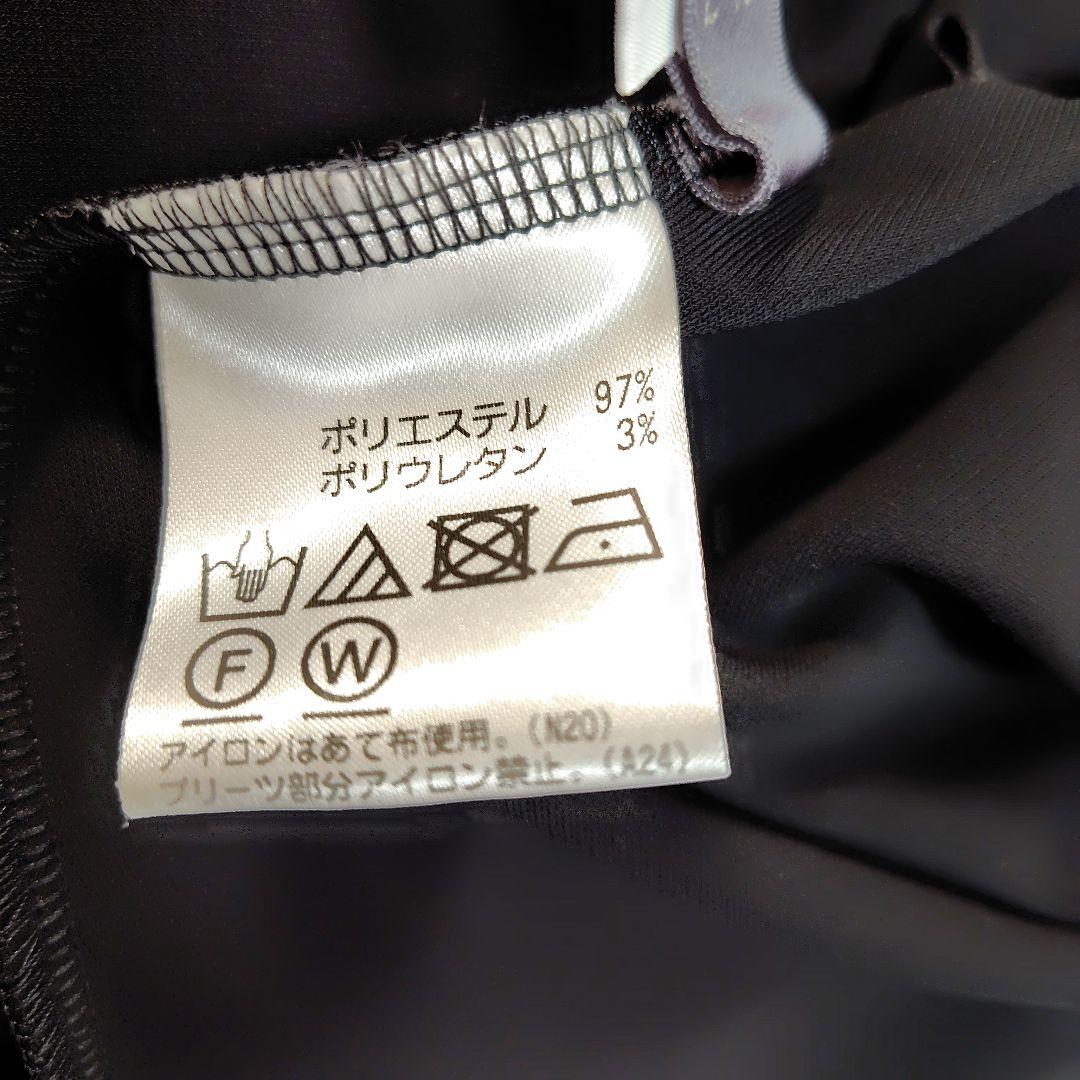 ポリエステル 97%
ポリウレタン 3%
F W
アイロンはあて布使用。(N20)
プリーツ部分アイロン禁止。(A24)